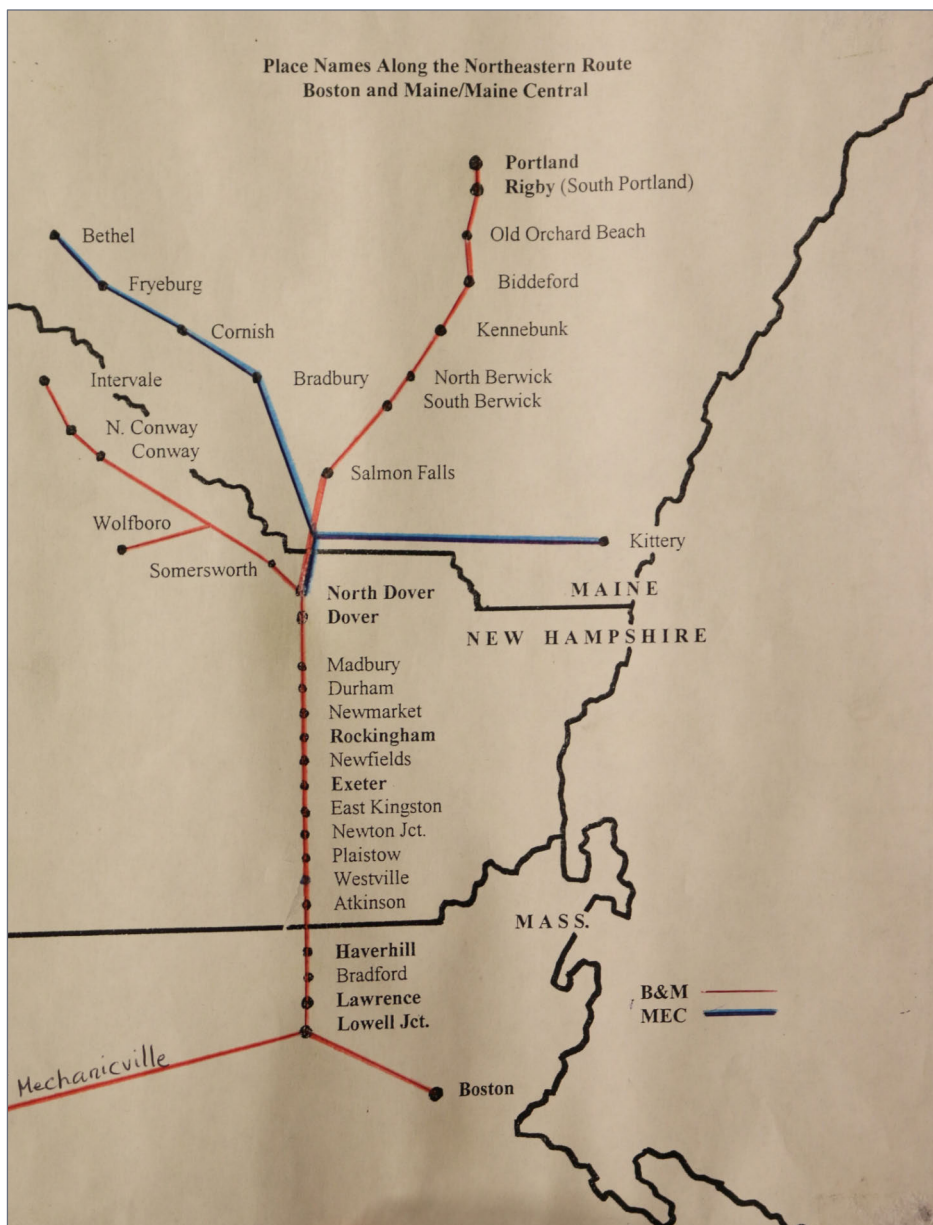 Place Names Along the Northeastern Route
Boston and Maine/Maine Central
Portland
Rigby (South Portland)
Bethel
Old Orchard Beach
Fryeburg
Biddeford
Cornish
Kennebunk
Intervale
Bradbury
North Berwick
South Berwick
N. Conway
Conway
Salmon Falls
Wolfboro
Kittery
Somersworth
MAINE
North Dover
Dover
NEW HAMPSHIRE
Madbury
Durham
Newmarket
Rockingham
Newfields
Exeter
East Kingston
Newton Jct.
Plaistow
Westville
Atkinson
MASS.
Haverhill
Bradford
Lawrence
B&M
Lowell Jct.
MEC
Mechanicville
Boston